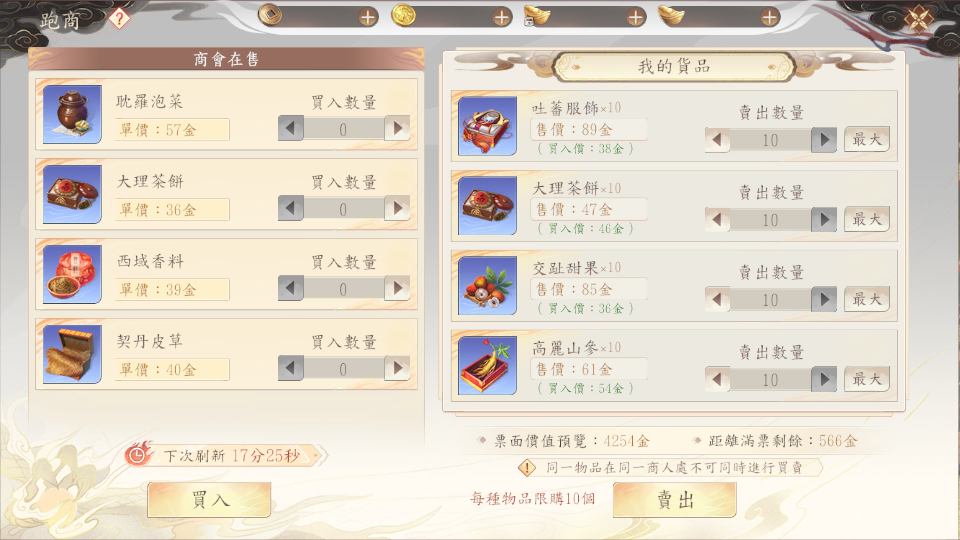 跑商
?
商會在售
耽羅泡菜
單價：57金
買入數量
0
大理茶餅
單價：36金
買入數量
0
西域香料
單價：39金
買入數量
0
契丹皮草
單價：40金
買入數量
0
下次刷新 17分25秒
買入
我的貨品
吐蕃服飾×10
售價：89金
(買入價：38金)
賣出數量
10
最大
大理茶餅×10
售價：47金
(買入價：46金)
賣出數量
10
最大
交趾甜果×10
售價：85金
(買入價：36金)
賣出數量
10
最大
高麗山參×10
售價：61金
(買入價：54金)
賣出數量
10
最大
票面價值預覽：4254金
距離滿票剩餘：566金
同一物品在同一商人處不可同時進行買賣
每種物品限購10個
賣出